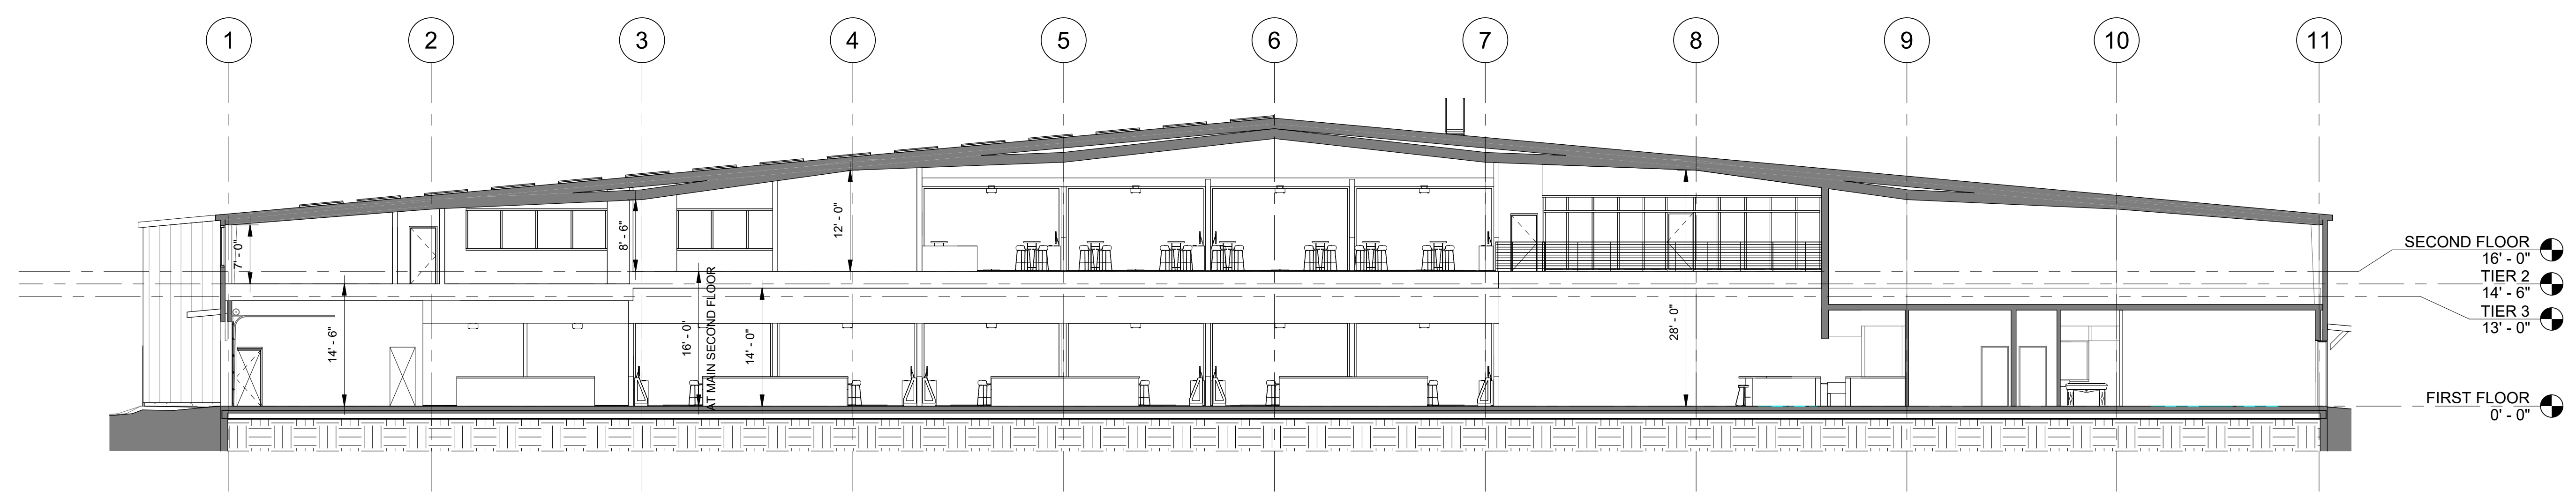 1
2
3
4
5
6
7
8
9
10
11
7' - 0"
8' - 6"
12' - 0"
14' - 6"
16' - 0"
AT MAIN SECOND FLOOR
14' - 0"
28' - 0"
SECOND FLOOR
16' - 0"
TIER 2
14' - 6"
TIER 3
13' - 0"
FIRST FLOOR
0' - 0"